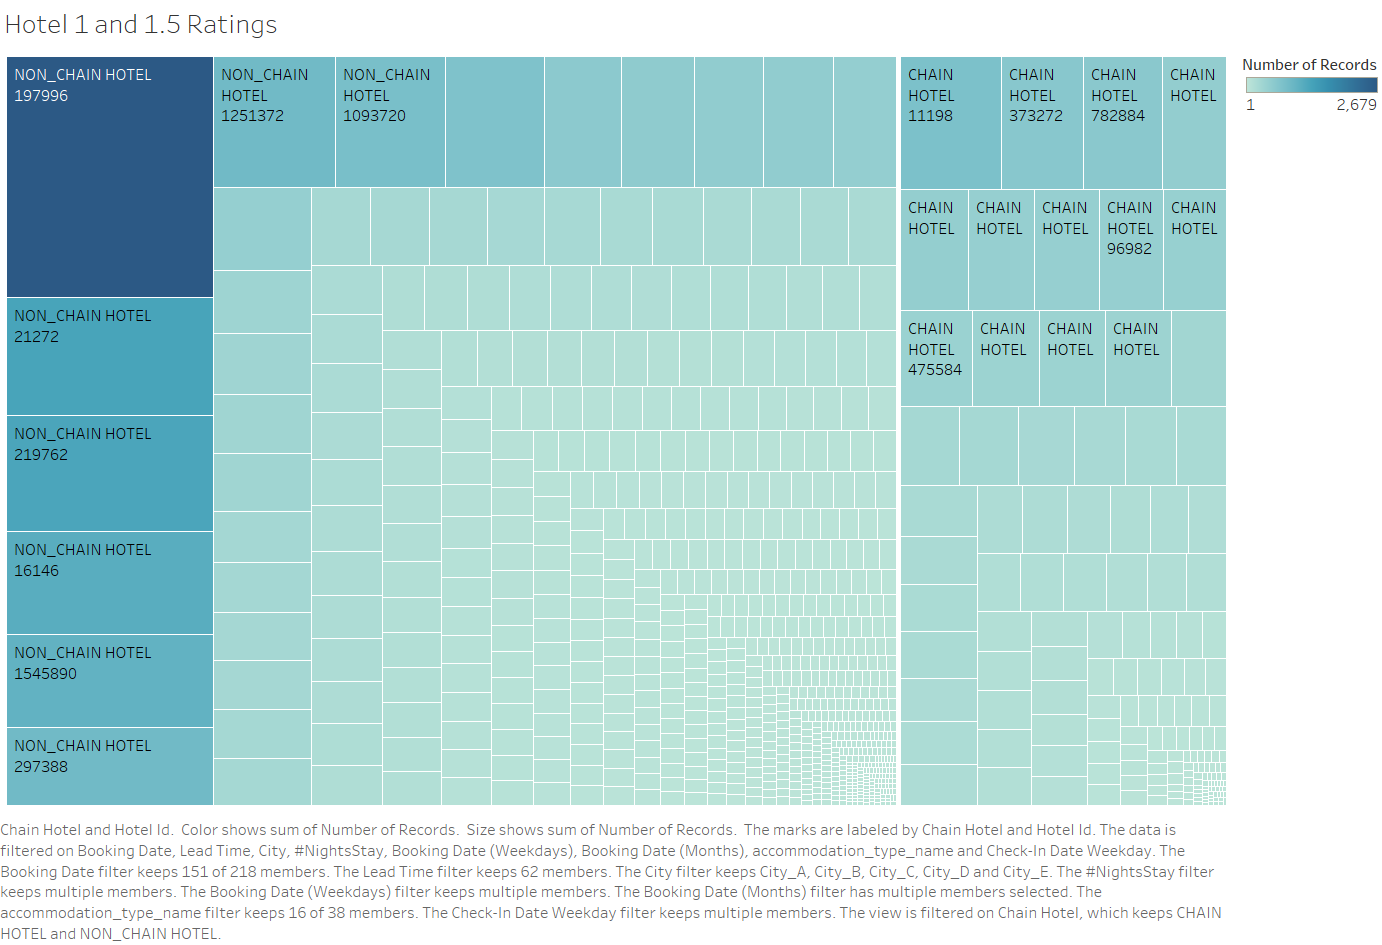 Hotel 1 and 1.5 Ratings
NON_CHAIN HOTEL
197996
NON_CHAIN
HOTEL
1251372
NON_CHAIN
HOTEL
1093720
CHAIN
HOTEL
11198
CHAIN
HOTEL
373272
CHAIN
HOTEL
782884
CHAIN
HOTEL
Number of Records
1
2,679
CHAIN
HOTEL
CHAIN
HOTEL
CHAIN
HOTEL
CHAIN
HOTEL
96982
CHAIN
HOTEL
NON_CHAIN HOTEL
21272
CHAIN
HOTEL
475584
CHAIN
HOTEL
CHAIN
HOTEL
CHAIN
HOTEL
NON_CHAIN HOTEL
219762
NON_CHAIN HOTEL
16146
NON_CHAIN HOTEL
1545890
NON_CHAIN HOTEL
297388
Chain Hotel and Hotel Id.  Color shows sum of Number of Records.  Size shows sum of Number of Records.  The marks are labeled by Chain Hotel and Hotel Id. The data is
filtered on Booking Date, Lead Time, City, #NightsStay, Booking Date (Weekdays), Booking Date (Months), accommodation_type_name and Check-In Date Weekday. The
Booking Date filter keeps 151 of 218 members. The Lead Time filter keeps 62 members. The City filter keeps City_A, City_B, City_C, City_D and City_E. The #NightsStay filter
keeps multiple members. The Booking Date (Weekdays) filter keeps multiple members. The Booking Date (Months) filter has multiple members selected. The
accommodation_type_name filter keeps 16 of 38 members. The Check-In Date Weekday filter keeps multiple members. The view is filtered on Chain Hotel, which keeps CHAIN
HOTEL and NON_CHAIN HOTEL.